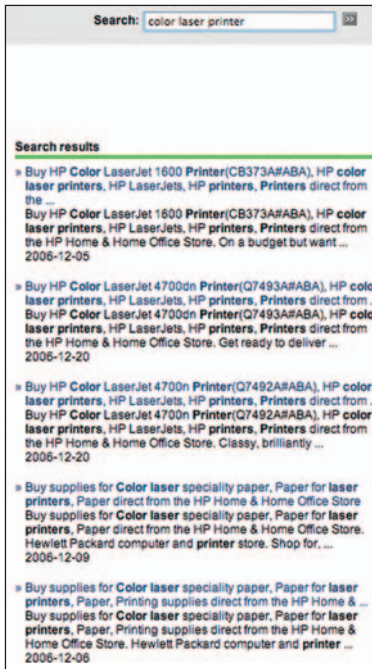 Search: color laser printer »
Search results
» Buy HP Color LaserJet 1600 Printer(CB373A#ABA), HP color
laser printers, HP LaserJets, HP printers, Printers direct from
the ...
Buy HP Color LaserJet 1600 Printer(CB373A#ABA), HP color
laser printers, HP LaserJets, HP printers, Printers direct from
the HP Home & Home Office Store. On a budget but want ...
2006-12-05
» Buy HP Color LaserJet 4700dn Printer(Q7493A#ABA), HP colo
laser printers, HP LaserJets, HP printers, Printers direct from .
Buy HP Color LaserJet 4700dn Printer(Q7493A#ABA), HP colo
laser printers, HP LaserJets, HP printers, Printers direct from
the HP Home & Home Office Store. Get ready to deliver ...
2006-12-20
» Buy HP Color LaserJet 4700n Printer(Q7492A#ABA), HP color
laser printers, HP LaserJets, HP printers, Printers direct from .
Buy HP Color LaserJet 4700n Printer(Q7492A#ABA), HP color
laser printers, HP LaserJets, HP printers, Printers direct from
the HP Home & Home Office Store. Classy, brilliantly ...
2006-12-20
» Buy supplies for Color laser speciality paper, Paper for laser
printers, Paper direct from the HP Home & Home Office Store
Buy supplies for Color laser speciality paper, Paper for laser
printers, Paper direct from the HP Home & Home Office Store.
Hewlett Packard computer and printer store. Shop for, ...
2006-12-09
» Buy supplies for Color laser speciality paper, Paper for laser
printers, Paper, Printing supplies direct from the HP Home & ...
Buy supplies for Color laser speciality paper, Paper for laser
printers, Paper, Printing supplies direct from the HP Home &
Home Office Store. Hewlett Packard computer and printer ...
2006-12-06